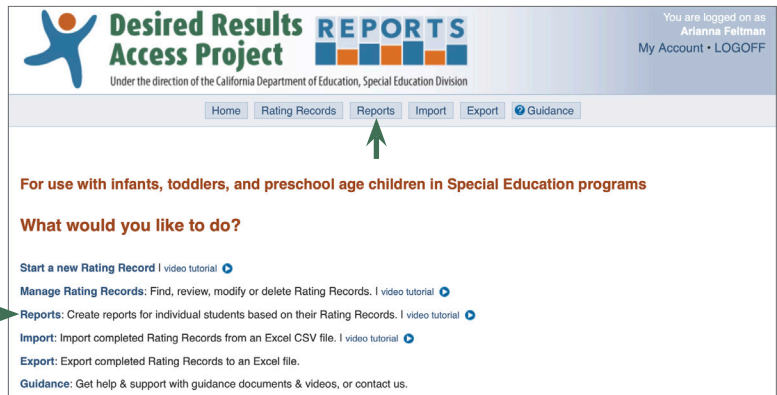 Desired Results
Access Project
REPORTS
Under the direction of the California Department of Education, Special Education Division
You are logged on as
Arianna Feltman
My Account • LOGOFF
Home Rating Records Reports Import Export ? Guidance
For use with infants, toddlers, and preschool age children in Special Education programs
What would you like to do?
Start a new Rating Record | video tutorial
Manage Rating Records: Find, review, modify or delete Rating Records. | video tutorial
Reports: Create reports for individual students based on their Rating Records. | video tutorial
Import: Import completed Rating Records from an Excel CSV file. | video tutorial
Export: Export completed Rating Records to an Excel file.
Guidance: Get help & support with guidance documents & videos, or contact us.